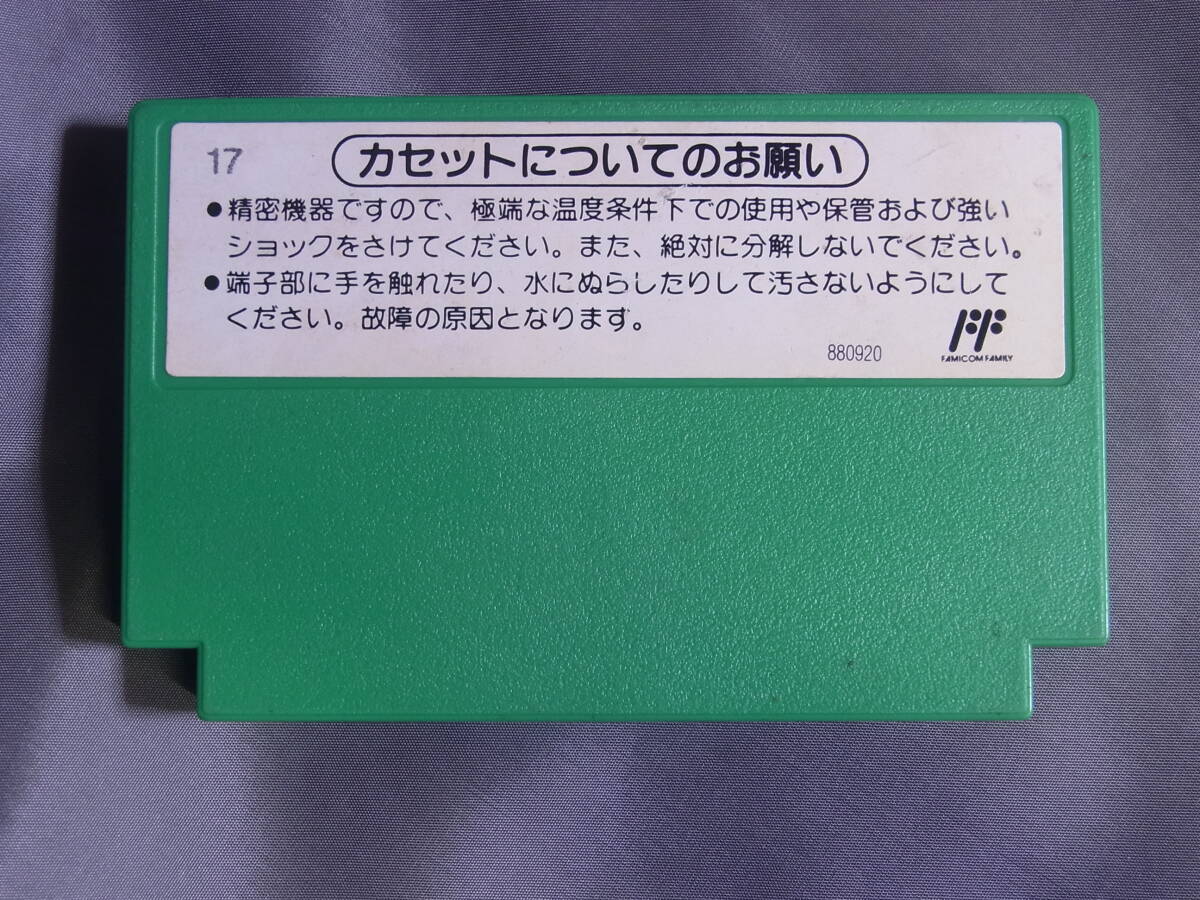 17
カセットについてのお願い
●精密機器ですので、極端な温度条件下での使用や保管および強い
ショックをさけてください。また、絶対に分解しないでください。
●端子部に手を触れたり、水にぬらしたりして汚さないようにして
ください。故障の原因となります。
880920
FF
FAMICOM FAMILY